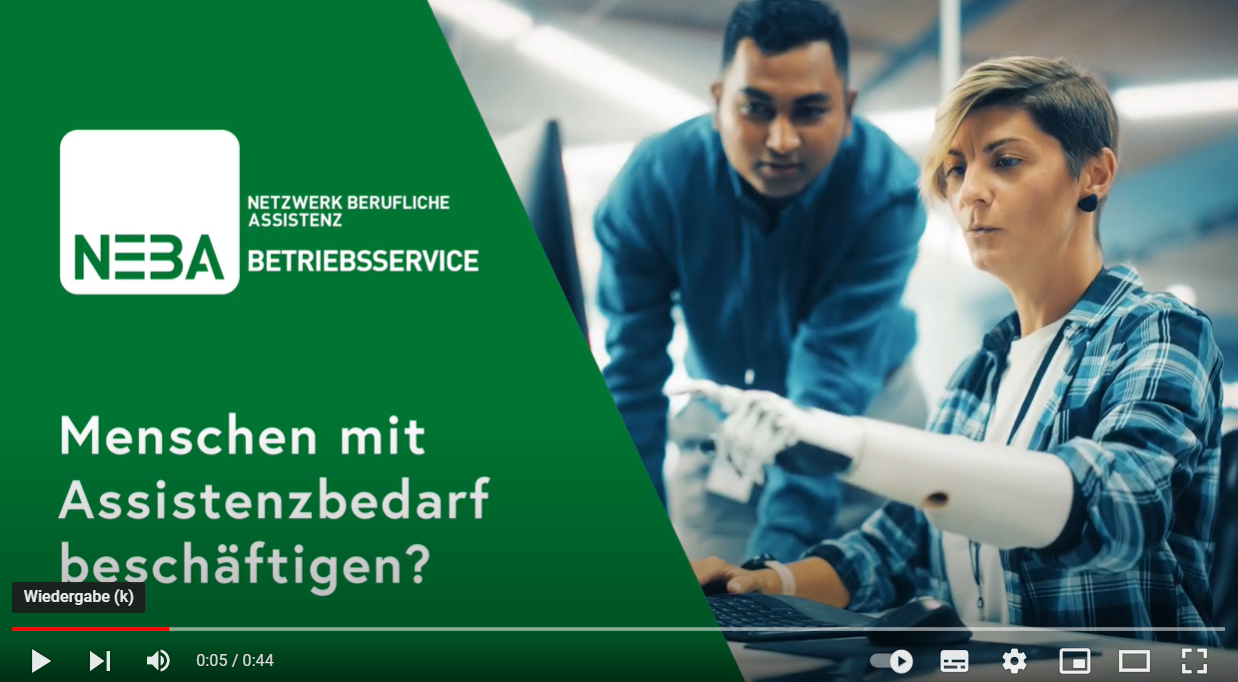 NETZWERK BERUFLICHE
ASSISTENZ
NEBA
BETRIEBSSERVICE
Menschen mit
Assistenzbedarf
beschäftigen?
Wiedergabe (k)
0:05 / 0:44